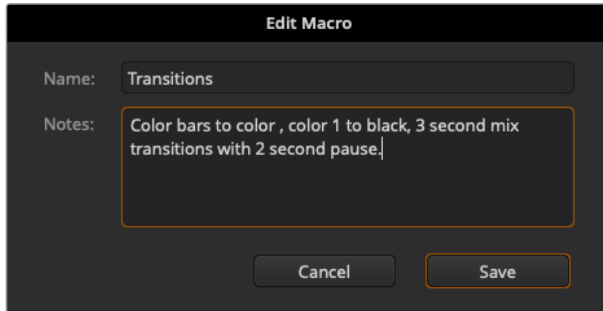 Edit Macro
Name: Transitions
Notes: Color bars to color , color 1 to black, 3 second mix
transitions with 2 second pause.
Cancel Save